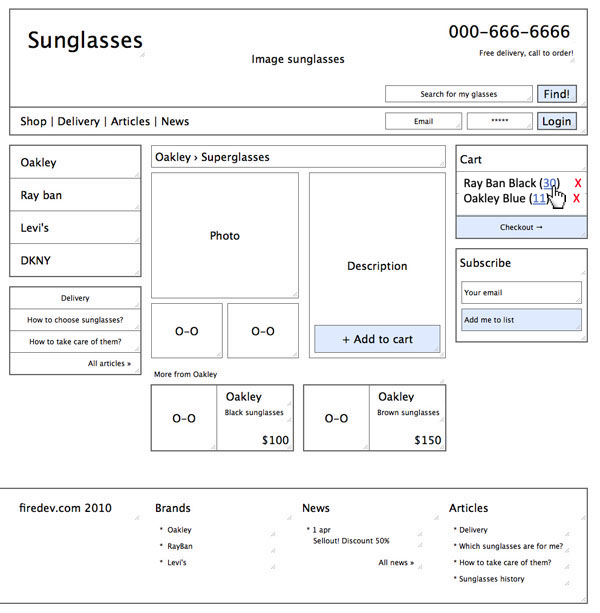 Sunglasses
000-666-6666
Free delivery, call to order!
Image sunglasses
Search for my glasses
Find!
Shop | Delivery | Articles | News
Email
*****
Login
Oakley
Ray ban
Levi's
DKNY
Delivery
How to choose sunglasses?
How to take care of them?
All articles »
Oakley › Superglasses
Photo
O-O
O-O
Description
+ Add to cart
More from Oakley
O-O
Oakley
Black sunglasses
$100
O-O
Oakley
Brown sunglasses
$150
Cart
Ray Ban Black (30) X
Oakley Blue (11) X
Checkout →
Subscribe
Your email
Add me to list
firedev.com 2010
Brands
* Oakley
* RayBan
* Levi's
News
* 1 apr
Sellout! Discount 50%
All news »
Articles
* Delivery
* Which sunglasses are for me?
* How to take care of them?
* Sunglasses history